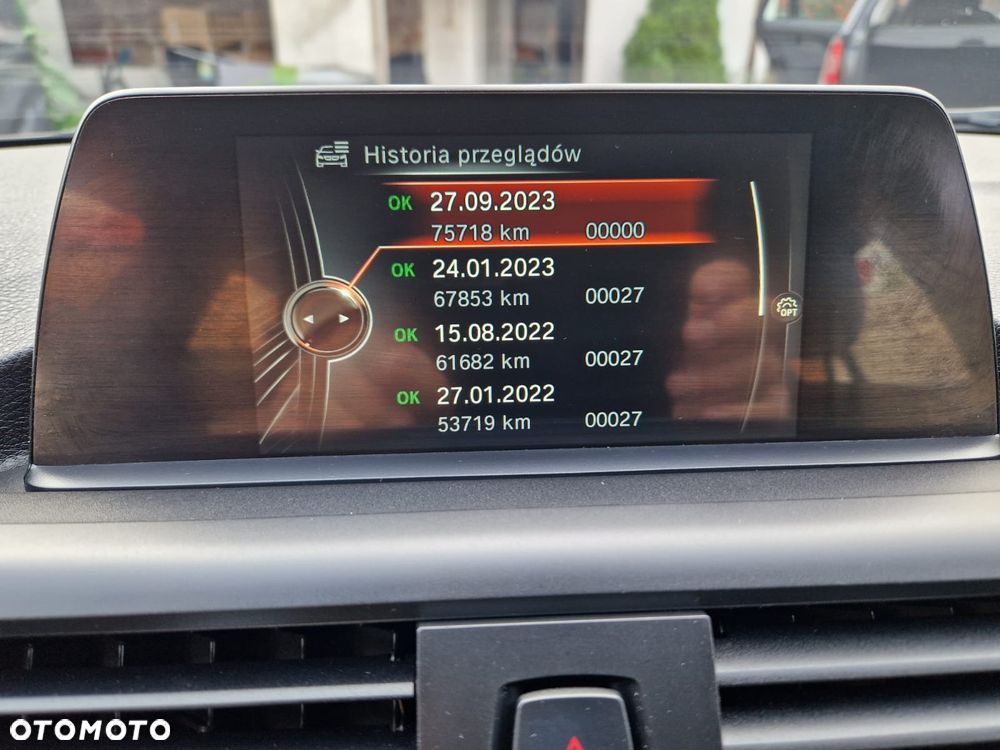 Historia przeglądów
OK 27.09.2023
75718 km 00000
OK 24.01.2023
67853 km 00027
OPT
OK 15.08.2022
61682 km 00027
OK 27.01.2022
53719 km 00027
OTOMOTO